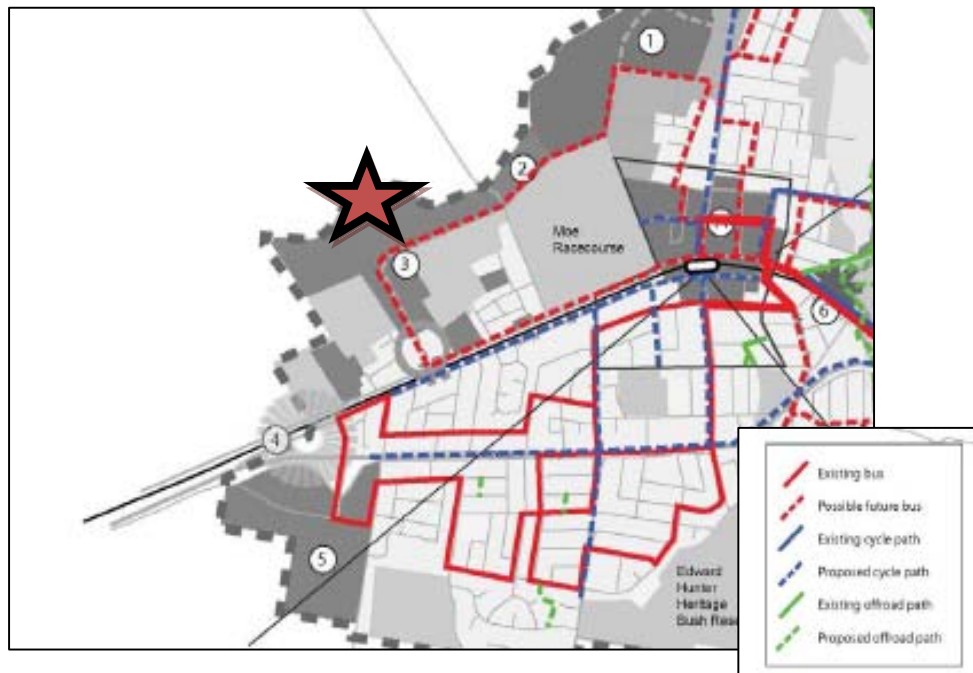 1
2
3
Moe
Racecourse
6
4
5
Edward
Hunter
Heritage
Bush Rese
Existing bus
Possible future bus
Existing cycle path
Proposed cycle path
Existing offroad path
Proposed offroad path